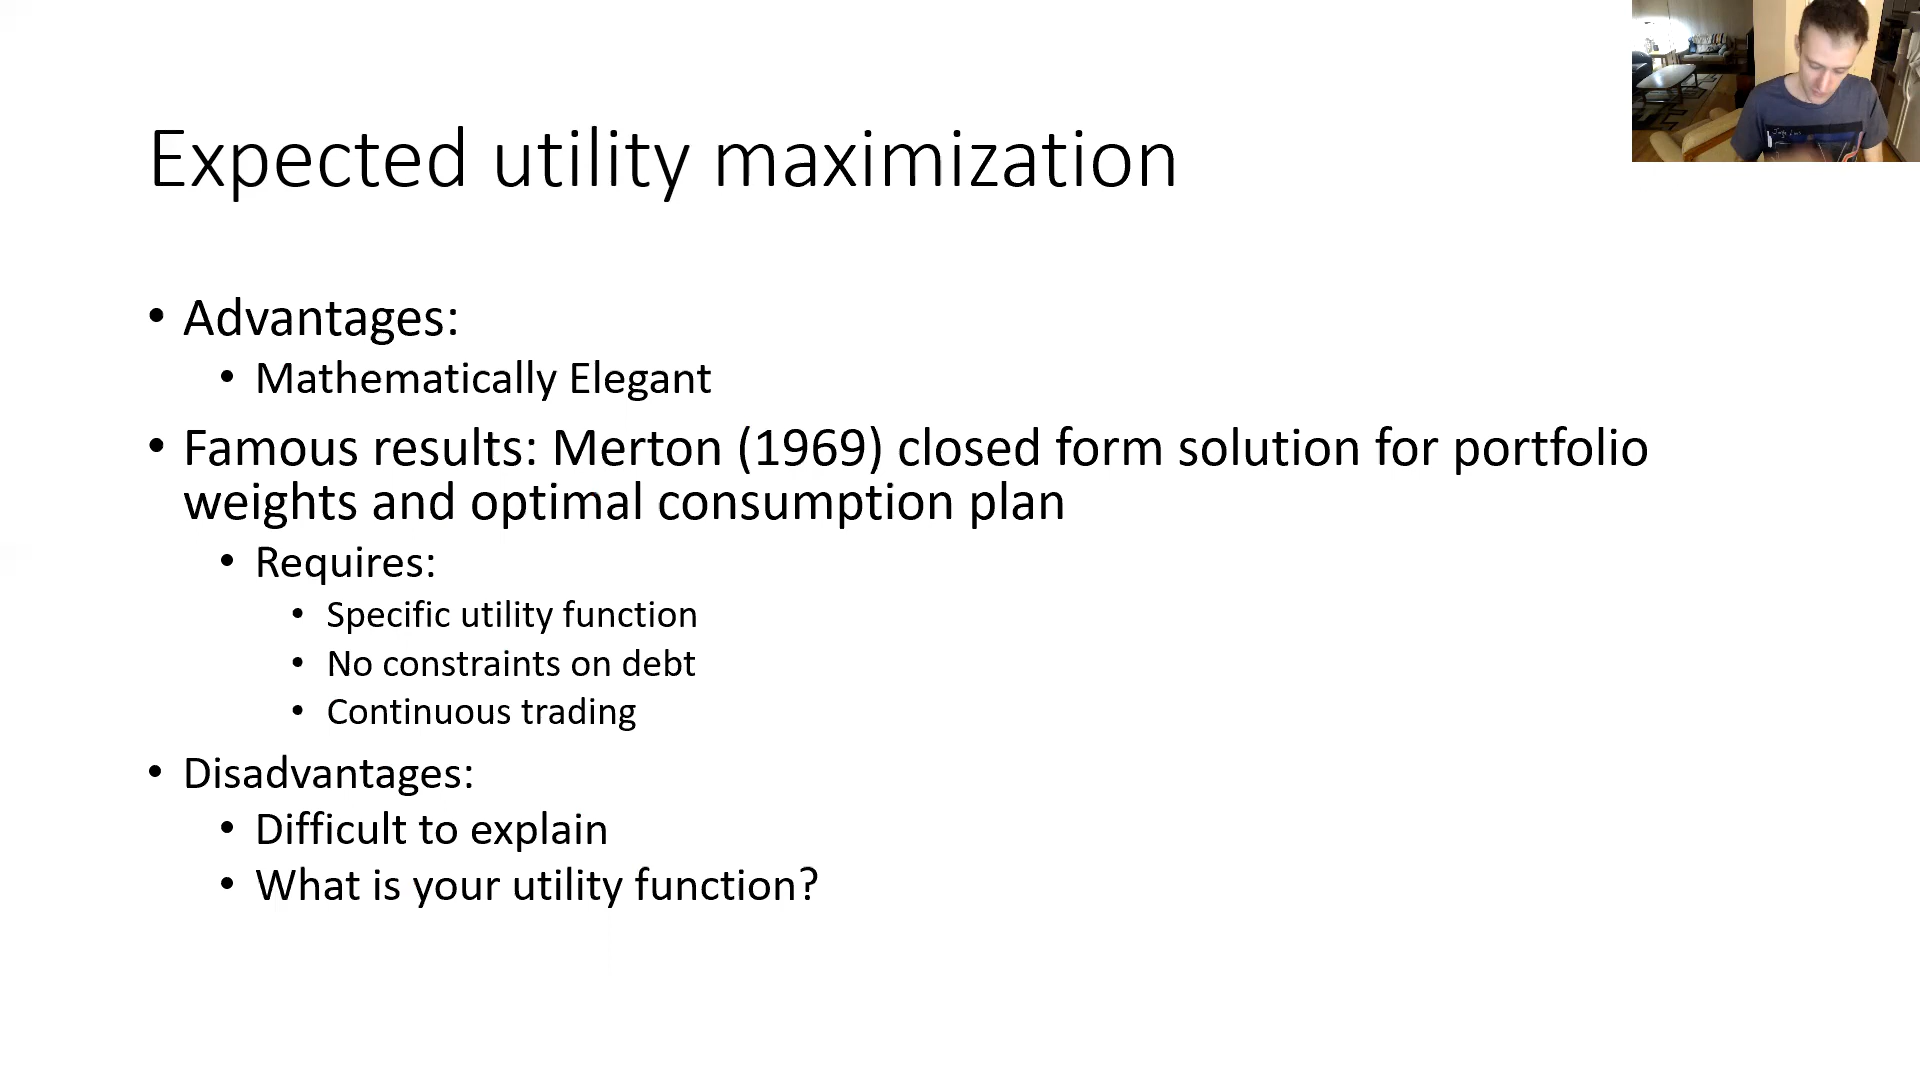 Expected utility maximization
• Advantages:
• Mathematically Elegant
• Famous results: Merton (1969) closed form solution for portfolio
weights and optimal consumption plan
• Requires:
• Specific utility function
• No constraints on debt
• Continuous trading
• Disadvantages:
• Difficult to explain
• What is your utility function?